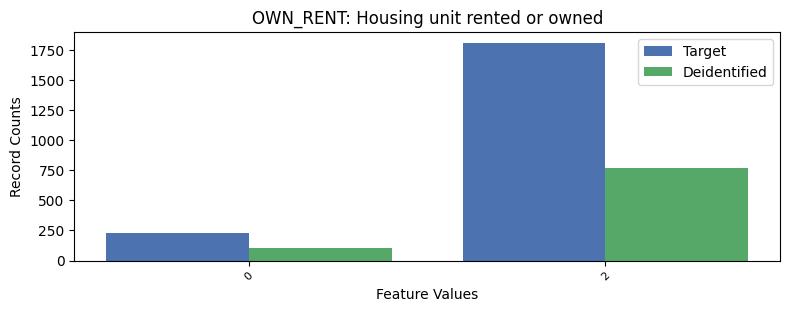 OWN_RENT: Housing unit rented or owned
Target
Deidentified
Record Counts
1750
1500
1250
1000
750
500
250
0
0
2
Feature Values